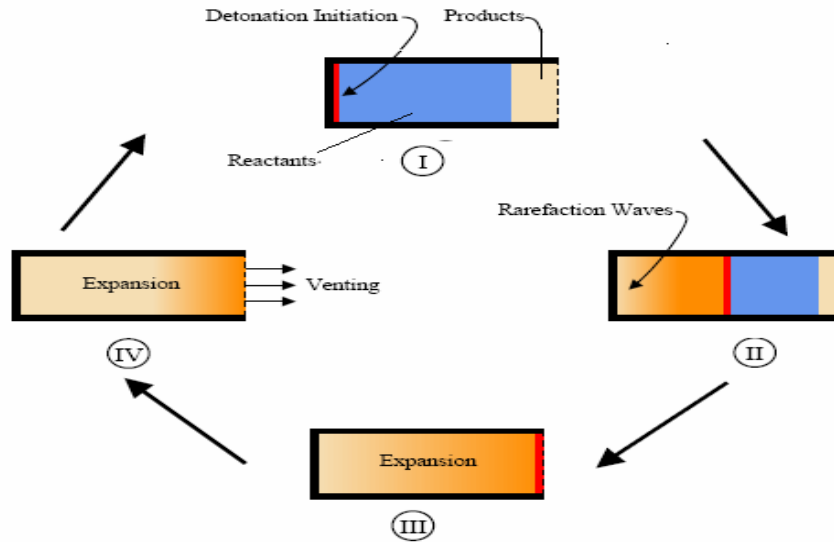 Detonation Initiation
Products
Reactants
I
Rarefaction Waves
Expansion
Venting
IV
II
Expansion
III